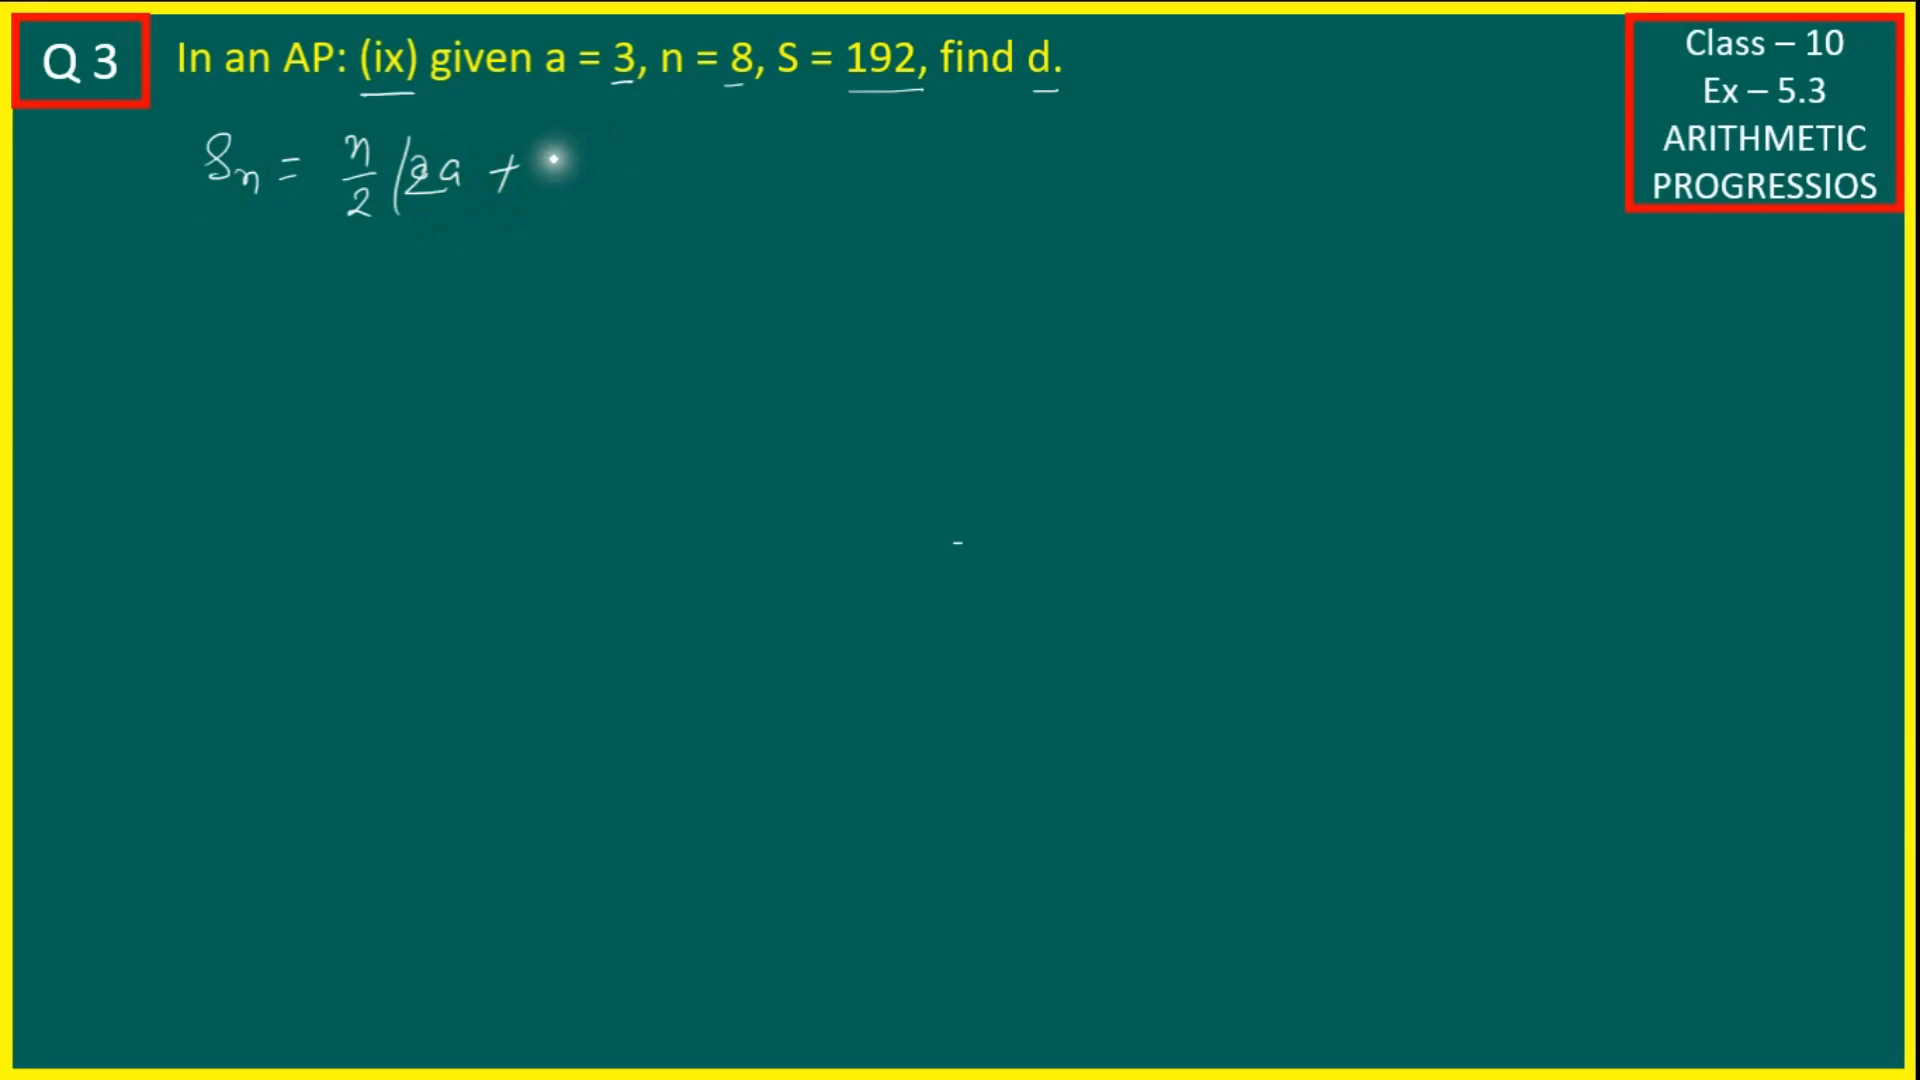 Q 3
In an AP: (ix) given a = 3, n = 8, S = 192, find d.
Class – 10
Ex – 5.3
ARITHMETIC
PROGRESSIOS
Sn = n/2 (2a +